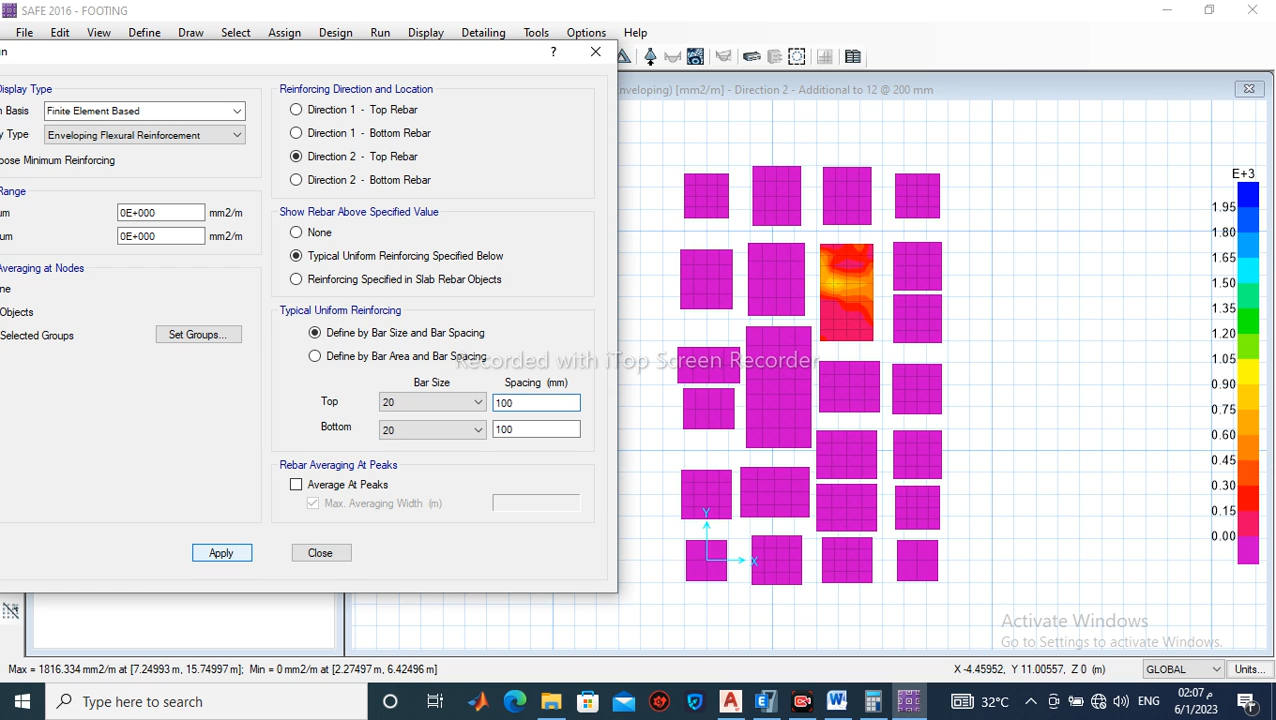 SAFE 2016 - FOOTING
File Edit View Define Draw Select Assign Design Run Display Detailing Tools Options Help
?
Display Type
Basis Finite Element Based
Type Enveloping Flexural Reinforcement
Minimum Reinforcing
Range
0E+000 mm2/m
0E+000 mm2/m
Averaging at Nodes
Objects
Selected Groups Set Groups...
Reinforcing Direction and Location
Direction 1 - Top Rebar
Direction 1 - Bottom Rebar
Direction 2 - Top Rebar
Direction 2 - Bottom Rebar
Show Rebar Above Specified Value
None
Typical Uniform Reinforcing Specified Below
Reinforcing Specified in Slab Rebar Objects
Typical Uniform Reinforcing
Define by Bar Size and Bar Spacing
Define by Bar Area and Bar Spacing
Bar Size Spacing (mm)
Top 20 100
Bottom 20 100
Rebar Averaging At Peaks
Average At Peaks
Max. Averaging Width (m)
Apply Close
nveloping) [mm2/m] - Direction 2 - Additional to 12 @ 200 mm
Recorded with iTop Screen Recorder
Y
X
E+3
1.95
1.80
1.65
1.50
1.35
1.20
1.05
0.90
0.75
0.60
0.45
0.30
0.15
0.00
Activate Windows
Go to Settings to activate Windows.
Max = 1816.334 mm2/m at [7.24993 m, 15.74997 m]; Min = 0 mm2/m at [2.27497 m, 6.42496 m]
X -4.45952, Y 11.00557, Z 0 (m)
GLOBAL
Units...
Type here to search
32°C
ENG
02:07 م
6/1/2023